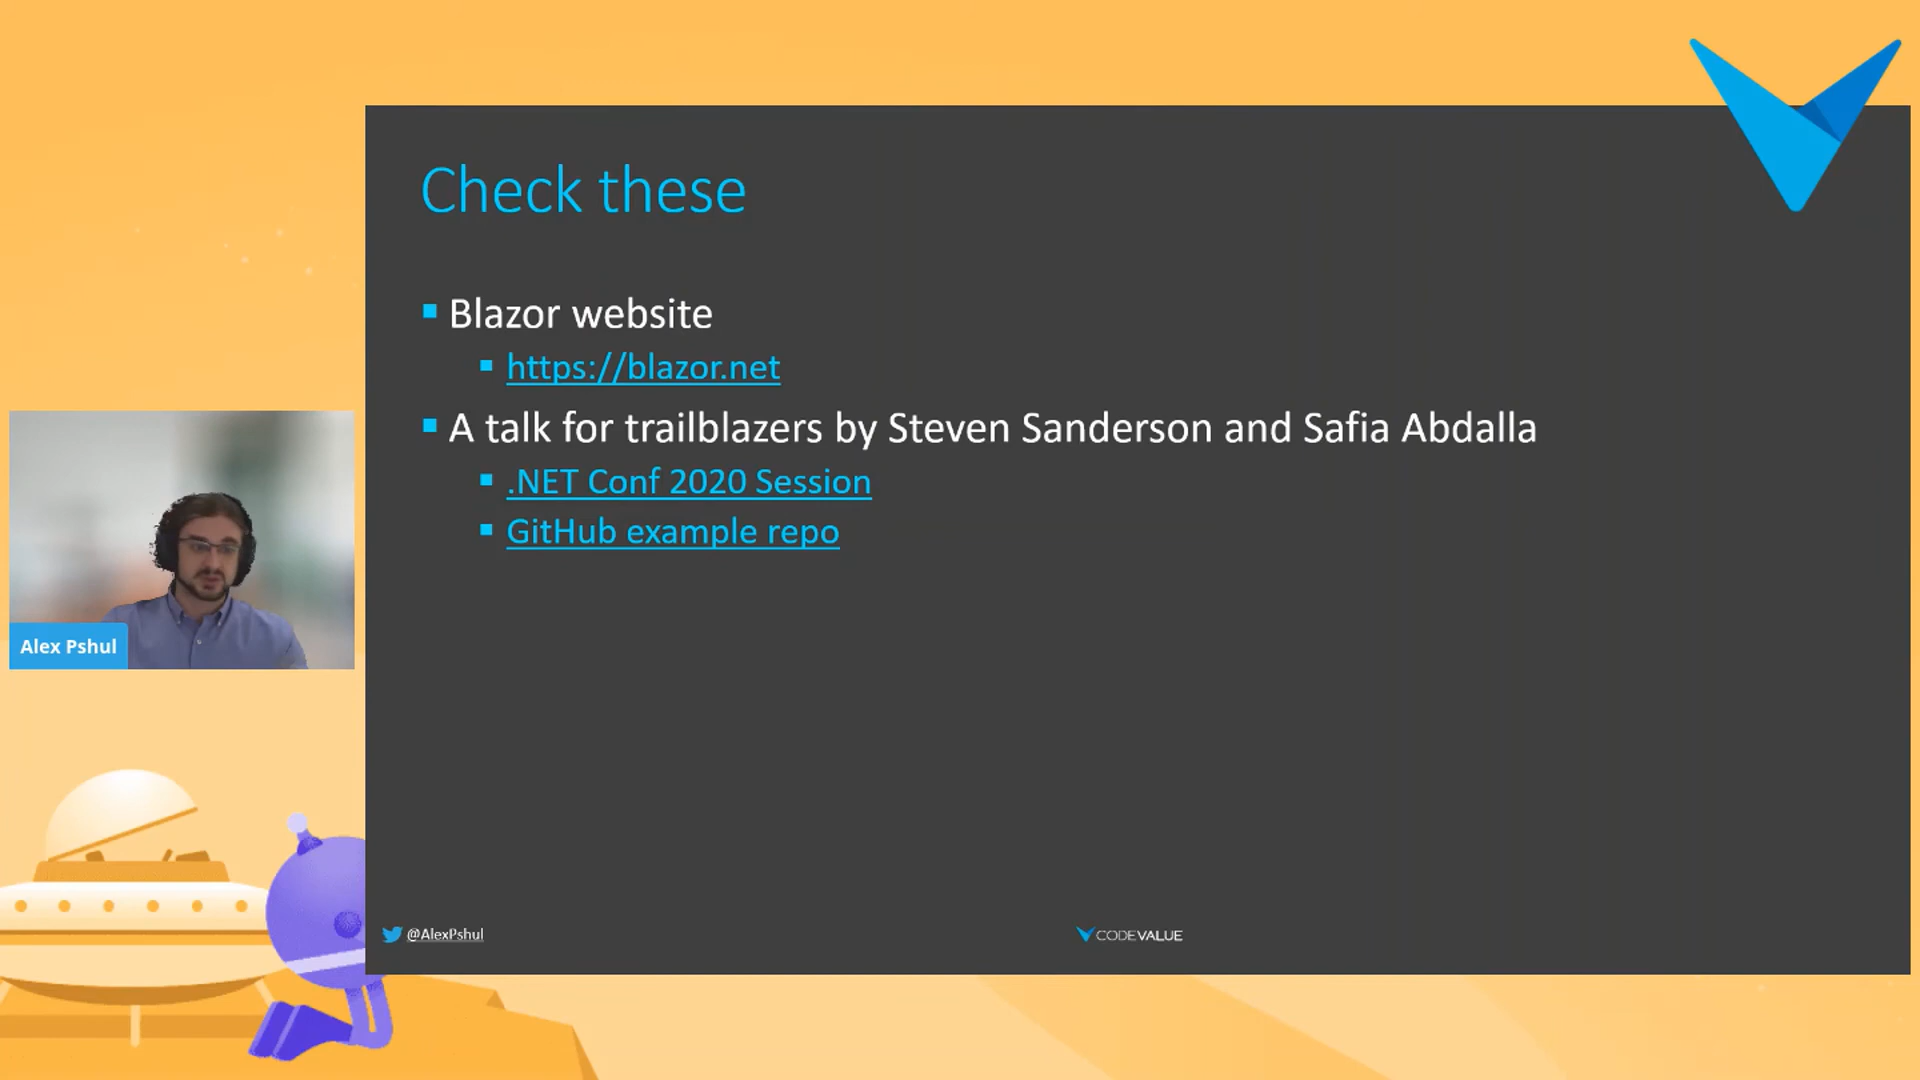 Check these
Blazor website
https://blazor.net
A talk for trailblazers by Steven Sanderson and Safia Abdalla
.NET Conf 2020 Session
GitHub example repo
Alex Pshul
@AlexPshul
CODEVALUE